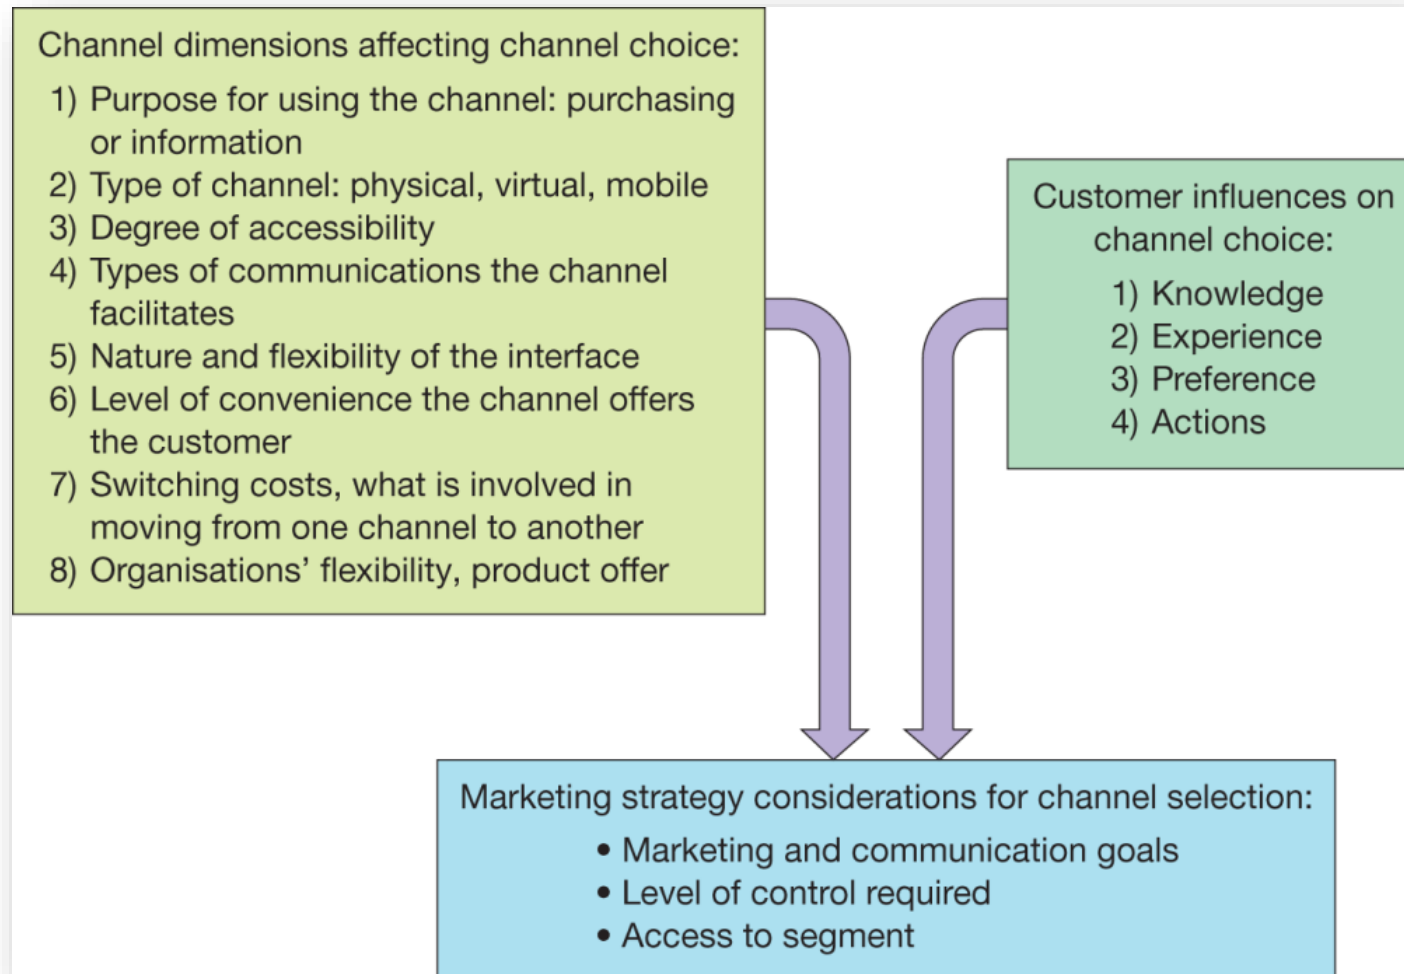 Channel dimensions affecting channel choice:
1) Purpose for using the channel: purchasing
or information
2) Type of channel: physical, virtual, mobile
3) Degree of accessibility
4) Types of communications the channel
facilitates
5) Nature and flexibility of the interface
6) Level of convenience the channel offers
the customer
7) Switching costs, what is involved in
moving from one channel to another
8) Organisations’ flexibility, product offer
Customer influences on
channel choice:
1) Knowledge
2) Experience
3) Preference
4) Actions
Marketing strategy considerations for channel selection:
• Marketing and communication goals
• Level of control required
• Access to segment